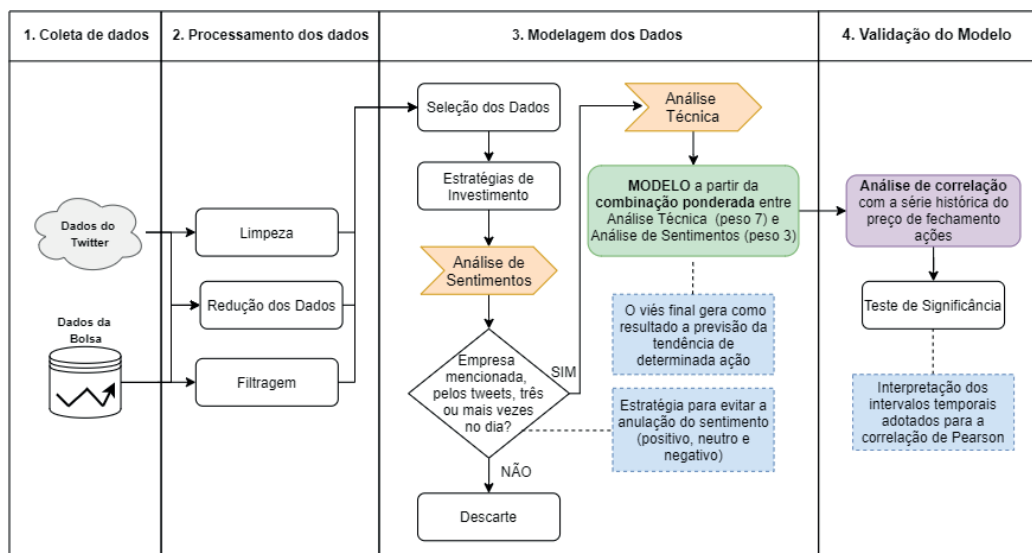 1. Coleta de dados
2. Processamento dos dados
3. Modelagem dos Dados
4. Validação do Modelo
Dados do
Twitter
Dados da
Bolsa
Limpeza
Redução dos Dados
Filtragem
Seleção dos Dados
Estratégias de
Investimento
Análise de
Sentimentos
Empresa
mencionada,
pelos tweets, três
ou mais vezes
no dia?
SIM
NÃO
Descarte
Análise
Técnica
MODELO a partir da
combinação ponderada entre
Análise Técnica (peso 7) e
Análise de Sentimentos (peso 3)
O viés final gera como
resultado a previsão da
tendência de
determinada ação
Estratégia para evitar a
anulação do sentimento
(positivo, neutro e
negativo)
Análise de correlação
com a série histórica do
preço de fechamento
ações
Teste de Significância
Interpretação dos
intervalos temporais
adotados para a
correlação de Pearson